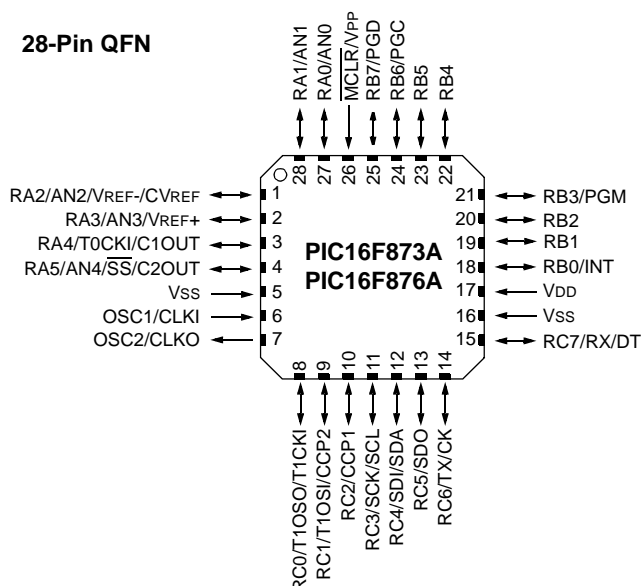 28-Pin QFN
RA1/AN1
RA0/AN0
MCLR/VPP
RB7/PGD
RB6/PGC
RB5
RB4
28
27
26
25
24
23
22
RA2/AN2/VREF-/CVREF
1
RA3/AN3/VREF+
2
RA4/T0CKI/C1OUT
3
RA5/AN4/SS/C2OUT
4
VSS
5
OSC1/CLKI
6
OSC2/CLKO
7
PIC16F873A
PIC16F876A
21
RB3/PGM
20
RB2
19
RB1
18
RB0/INT
17
VDD
16
VSS
15
RC7/RX/DT
8
9
10
11
12
13
14
RC0/T1OSO/T1CKI
RC1/T1OSI/CCP2
RC2/CCP1
RC3/SCK/SCL
RC4/SDI/SDA
RC5/SDO
RC6/TX/CK